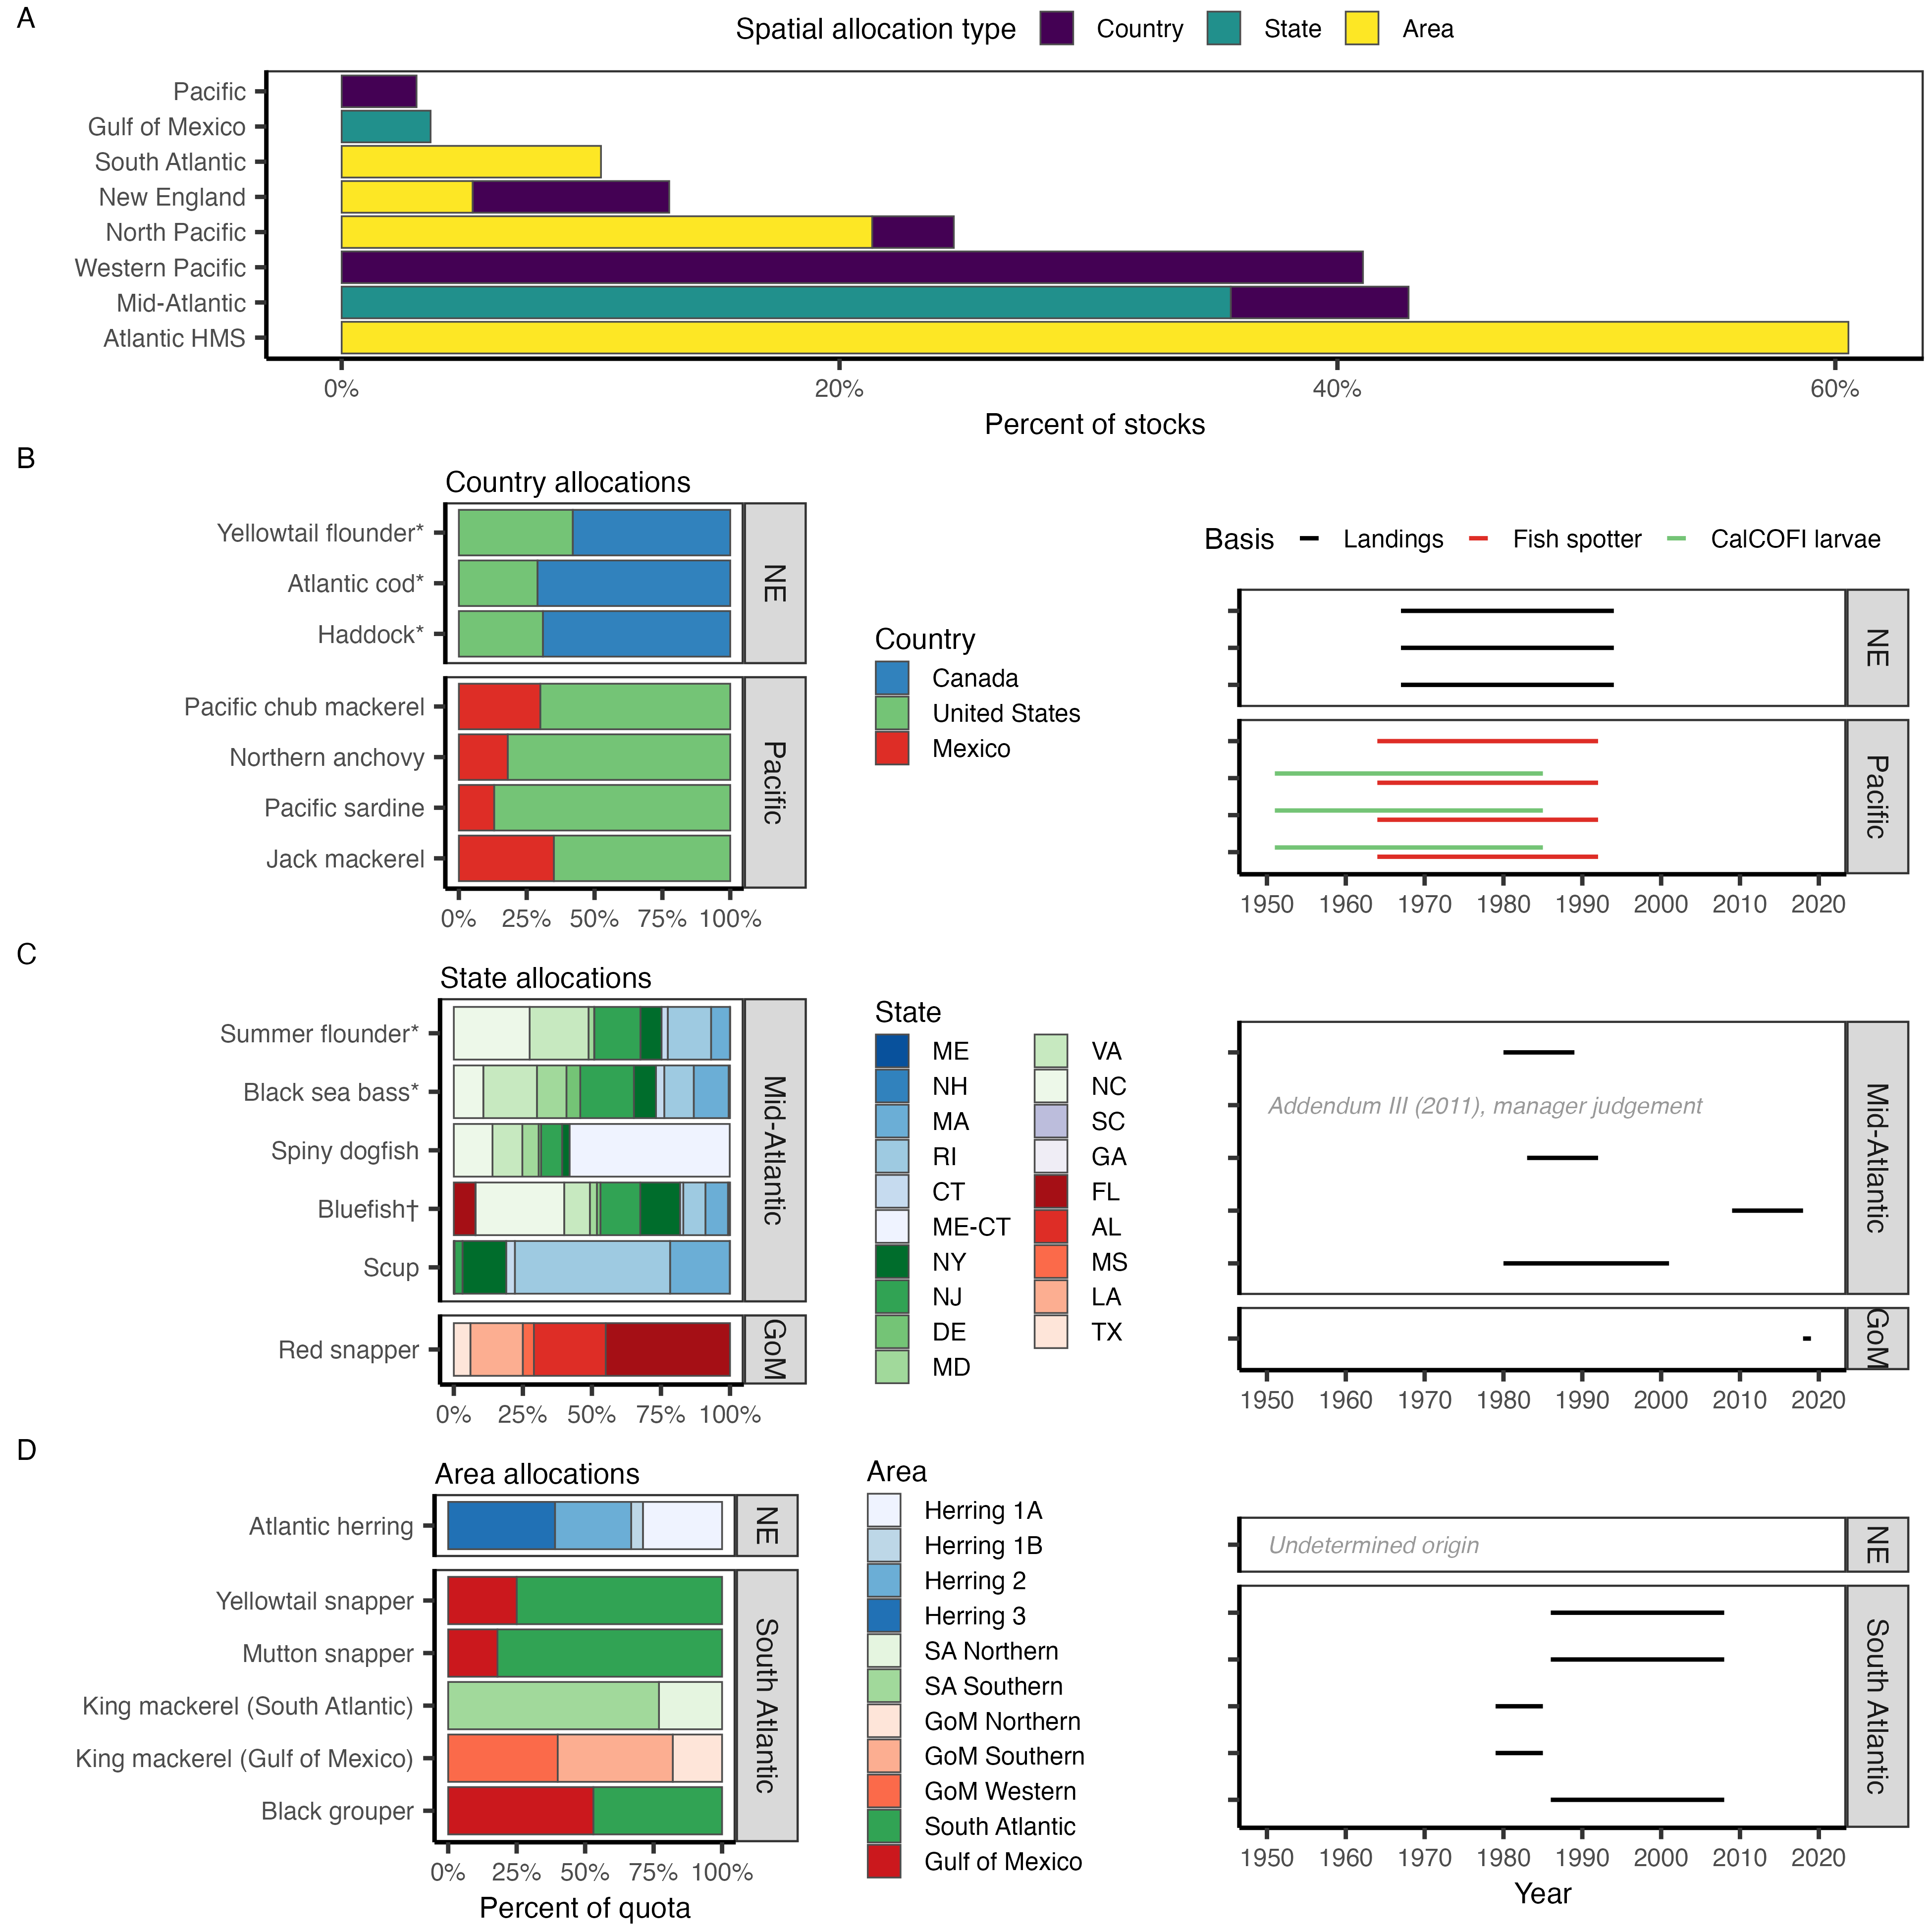 A
Spatial allocation type Country State Area
Pacific
Gulf of Mexico
South Atlantic
New England
North Pacific
Western Pacific
Mid-Atlantic
Atlantic HMS
0% 20% 40% 60%
Percent of stocks
B
Country allocations
Yellowtail flounder*
Atlantic cod*
Haddock*
NE
Pacific chub mackerel
Northern anchovy
Pacific sardine
Jack mackerel
Pacific
0% 25% 50% 75% 100%
Country
Canada
United States
Mexico
Basis Landings Fish spotter CalCOFI larvae
NE
Pacific
1950 1960 1970 1980 1990 2000 2010 2020
C
State allocations
Summer flounder*
Black sea bass*
Spiny dogfish
Bluefish†
Scup
Mid-Atlantic
Red snapper
GoM
0% 25% 50% 75% 100%
State
ME
NH
MA
RI
CT
ME-CT
NY
NJ
DE
MD
VA
NC
SC
GA
FL
AL
MS
LA
TX
Addendum III (2011), manager judgement
Mid-Atlantic
GoM
1950 1960 1970 1980 1990 2000 2010 2020
D
Area allocations
Atlantic herring
NE
Yellowtail snapper
Mutton snapper
King mackerel (South Atlantic)
King mackerel (Gulf of Mexico)
Black grouper
South Atlantic
0% 25% 50% 75% 100%
Percent of quota
Area
Herring 1A
Herring 1B
Herring 2
Herring 3
SA Northern
SA Southern
GoM Northern
GoM Southern
GoM Western
South Atlantic
Gulf of Mexico
Undetermined origin
NE
South Atlantic
1950 1960 1970 1980 1990 2000 2010 2020
Year